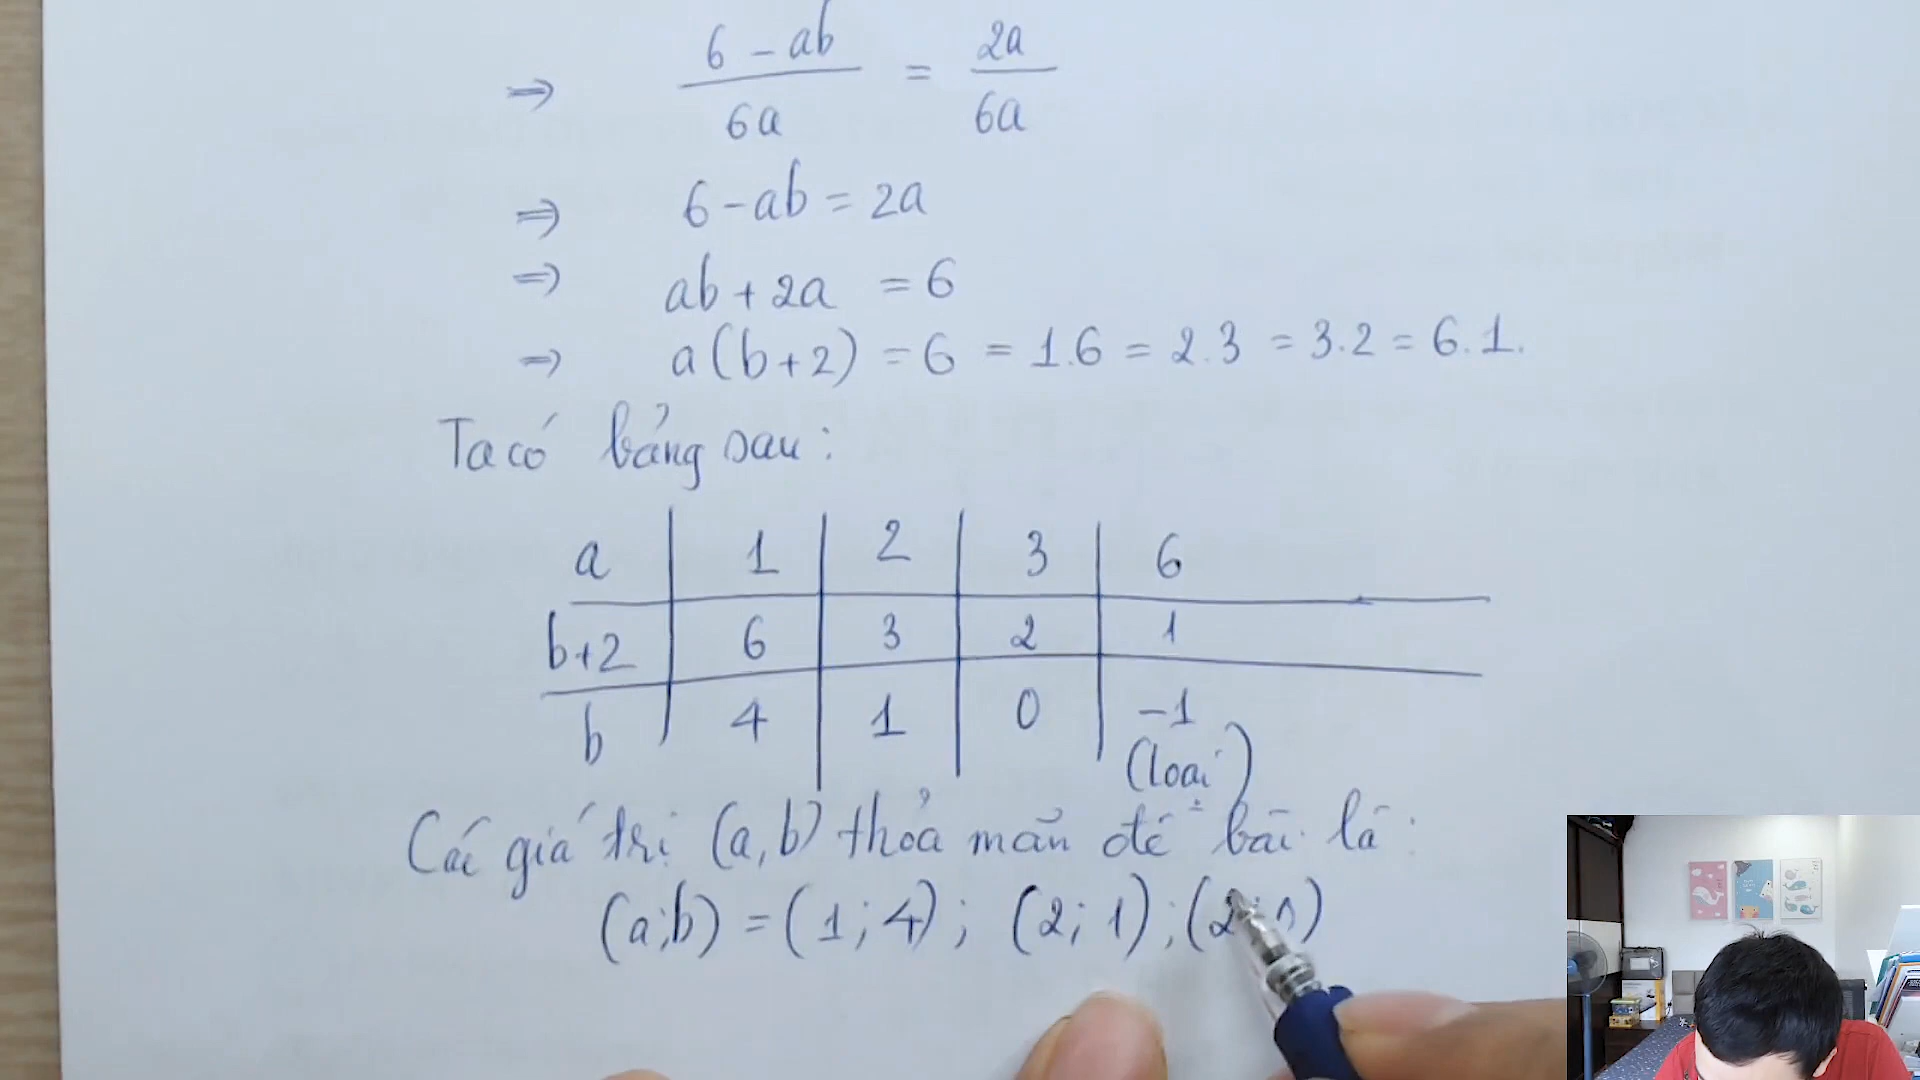 ⇒ (6 - ab)/(6a) = (2a)/(6a)
⇒ 6 - ab = 2a
⇒ ab + 2a = 6
⇒ a(b+2) = 6 = 1.6 = 2.3 = 3.2 = 6.1.
Ta có bảng sau:
a 1 2 3 6
b+2 6 3 2 1
b 4 1 0 -1
(loại)
Các giá trị (a,b) thỏa mãn đề bài là:
(a;b) = (1;4); (2;1);